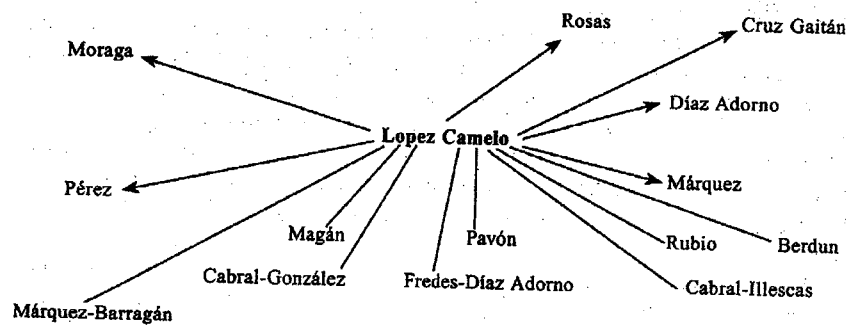 Rosas
Cruz Gaitán
Moraga
Díaz Adorno
Lopez Camelo
Pérez
Márquez
Magán
Pavón
Rubio
Berdun
Cabral-González
Fredes-Díaz Adorno
Cabral-Illescas
Márquez-Barragán